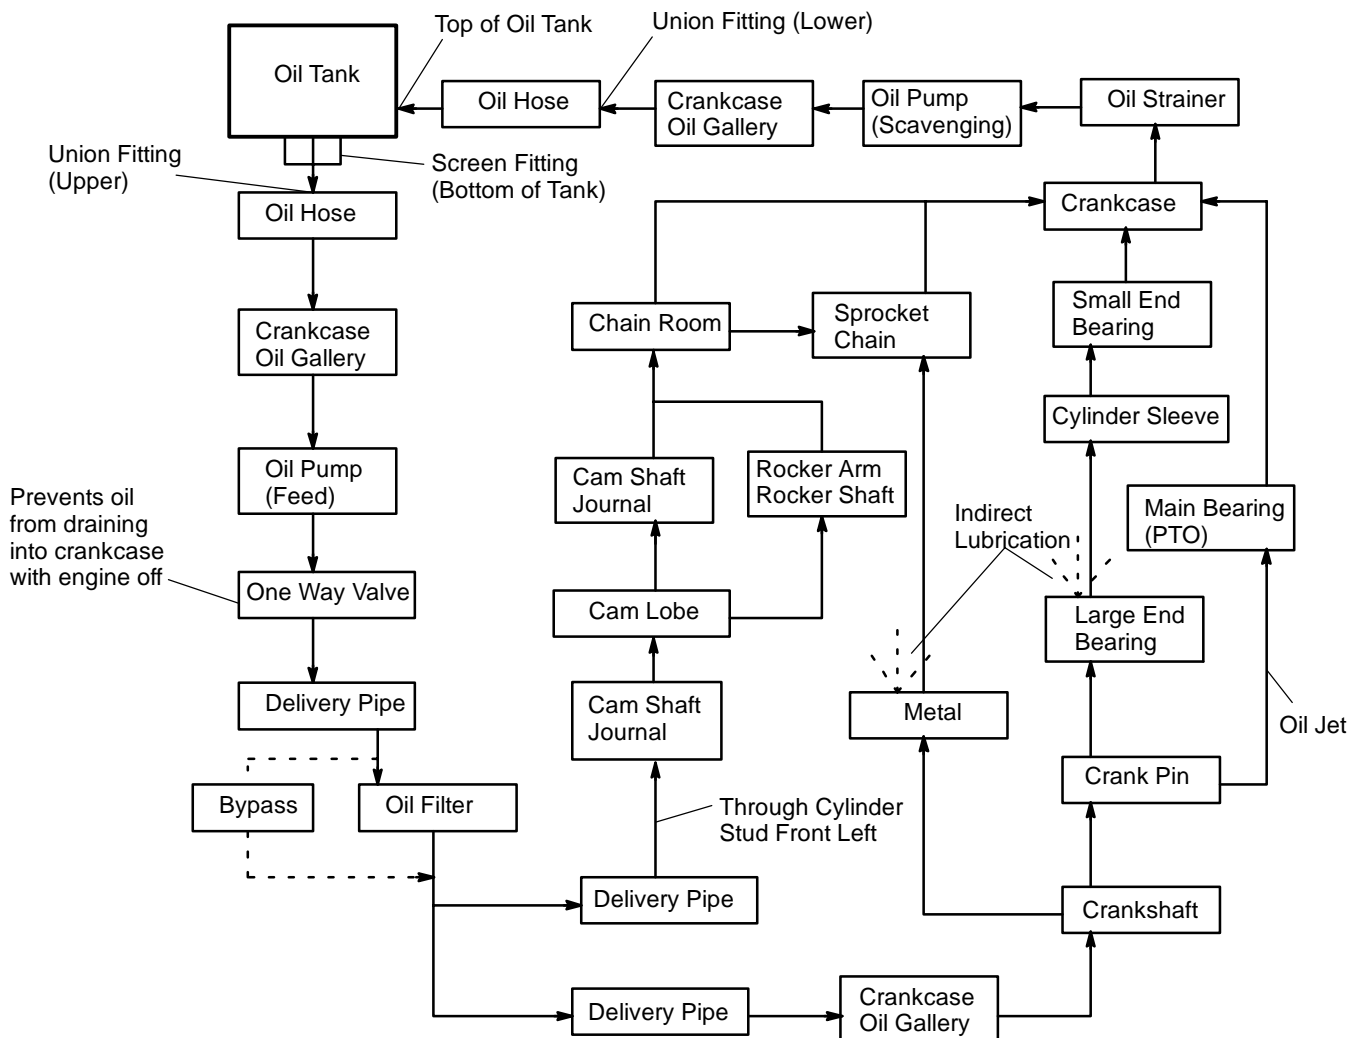 Top of Oil Tank
Union Fitting (Lower)
Oil Tank
Oil Hose
Crankcase
Oil Gallery
Oil Pump
(Scavenging)
Oil Strainer
Union Fitting
(Upper)
Screen Fitting
(Bottom of Tank)
Oil Hose
Crankcase
Crankcase
Oil Gallery
Chain Room
Sprocket
Chain
Small End
Bearing
Cylinder Sleeve
Oil Pump
(Feed)
Cam Shaft
Journal
Rocker Arm
Rocker Shaft
Indirect
Lubrication
Main Bearing
(PTO)
Prevents oil
from draining
into crankcase
with engine off
One Way Valve
Cam Lobe
Large End
Bearing
Delivery Pipe
Cam Shaft
Journal
Metal
Oil Jet
Bypass
Oil Filter
Through Cylinder
Stud Front Left
Crank Pin
Delivery Pipe
Crankshaft
Delivery Pipe
Crankcase
Oil Gallery